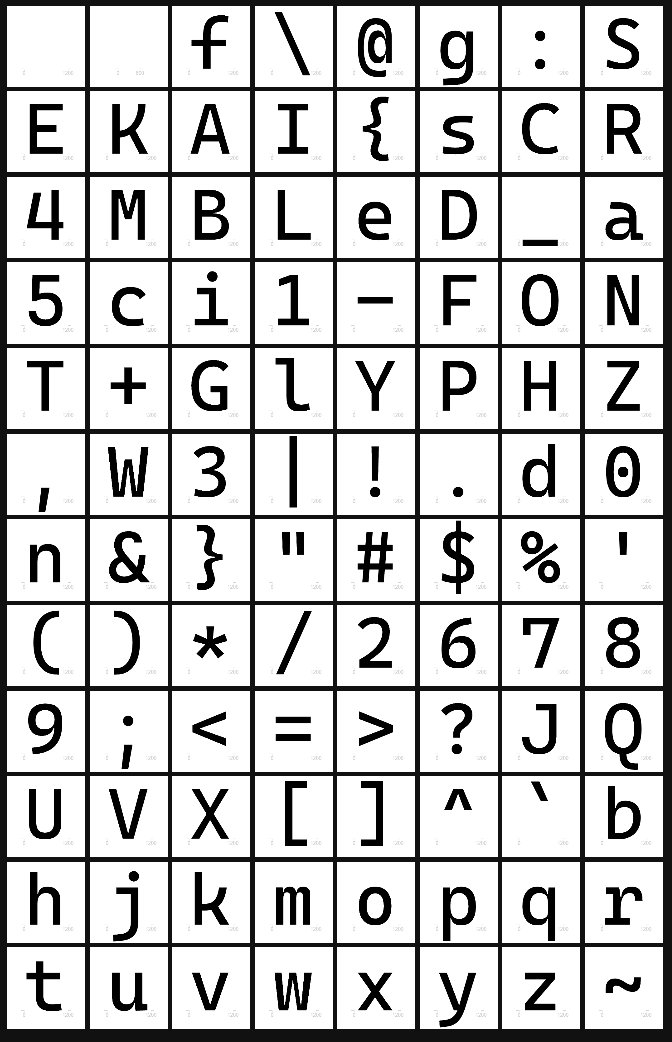 f \ @ g : S
E K A I { s C R
4 M B L e D _ a
5 c i 1 - F O N
T + G l Y P H Z
, W 3 | ! . d 0
n & } " # $ % '
( ) * / 2 6 7 8
9 ; < = > ? J Q
U V X [ ] ^ ` b
h j k m o p q r
t u v w x y z ~